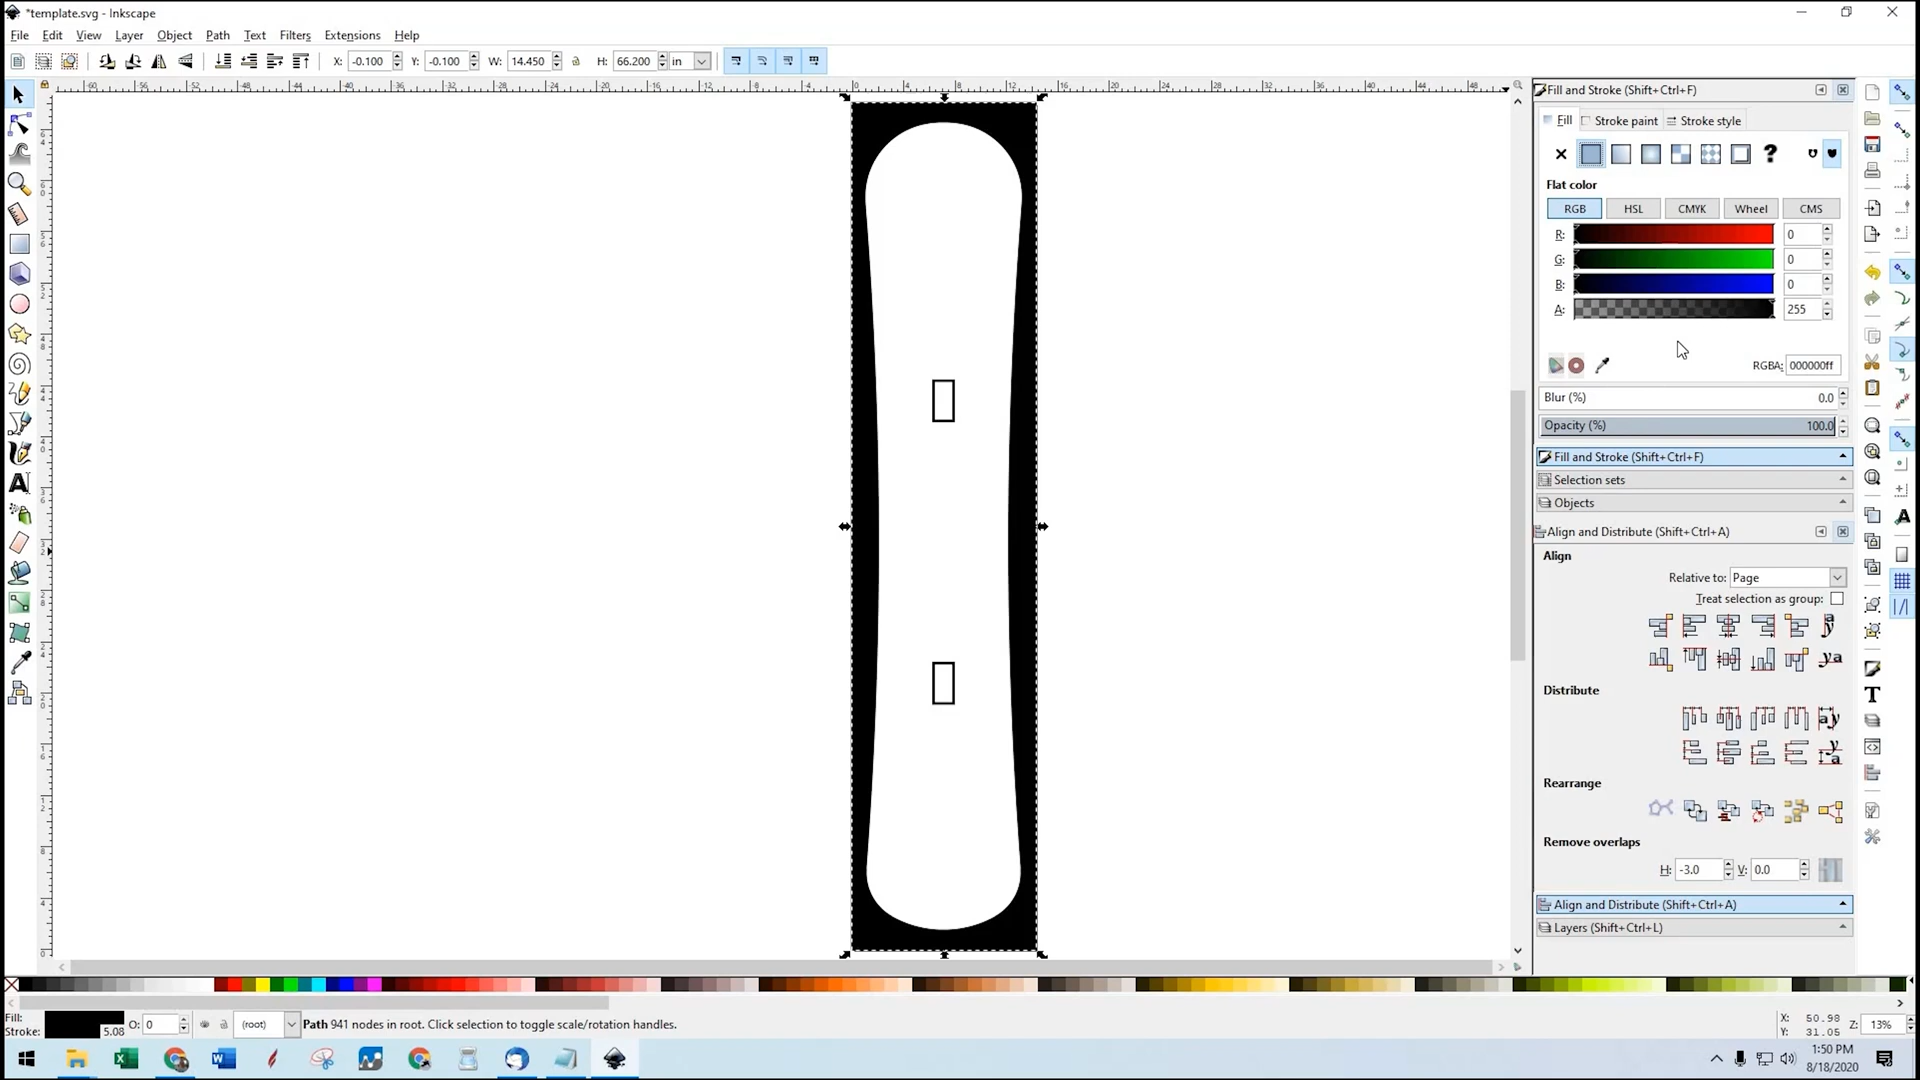 *template.svg - Inkscape
File Edit View Layer Object Path Text Filters Extensions Help
X: -0.100 Y: -0.100 W: 14.450 H: 66.200 in
Fill and Stroke (Shift+Ctrl+F)
Fill Stroke paint Stroke style
Flat color
RGB HSL CMYK Wheel CMS
R: 0
G: 0
B: 0
A: 255
RGBA: 000000ff
Blur (%) 0.0
Opacity (%) 100.0
Fill and Stroke (Shift+Ctrl+F)
Selection sets
Objects
Align and Distribute (Shift+Ctrl+A)
Align
Relative to: Page
Treat selection as group:
Distribute
Rearrange
Remove overlaps
H: -3.0 V: 0.0
Align and Distribute (Shift+Ctrl+A)
Layers (Shift+Ctrl+L)
Fill:
Stroke: 5.08 O: 0 (root) Path 941 nodes in root. Click selection to toggle scale/rotation handles.
X: 50.98
Y: 31.05
Z: 13%
1:50 PM
8/18/2020